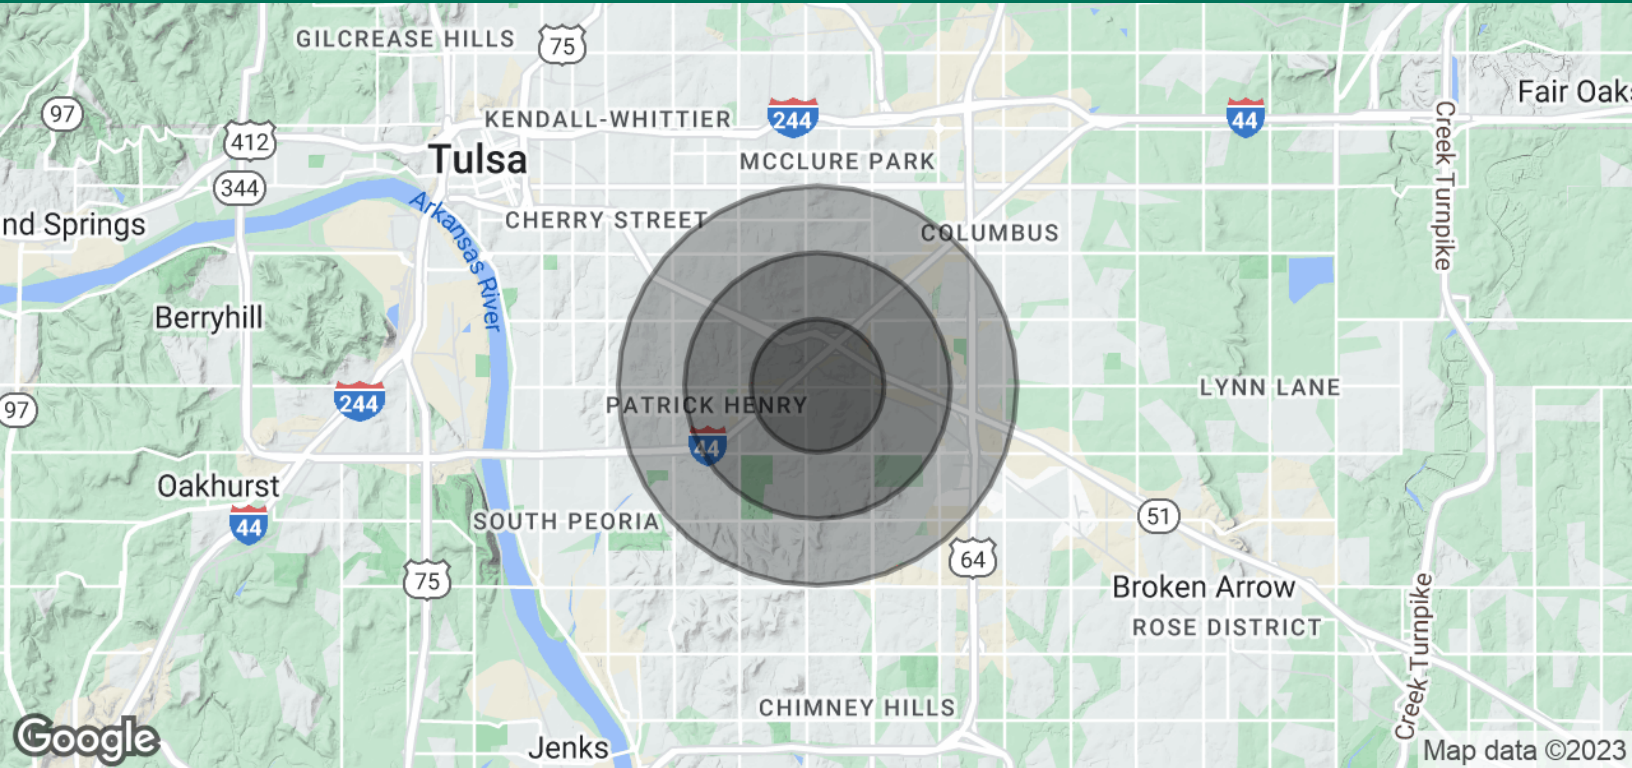 GILCREASE HILLS
75
97
Fair Oaks
KENDALL-WHITTIER
244
44
412
Tulsa
MCCLURE PARK
Creek Turnpike
344
nd Springs
Arkansas River
CHERRY STREET
COLUMBUS
Berryhill
LYNN LANE
244
97
PATRICK HENRY
44
Oakhurst
44
SOUTH PEORIA
51
75
64
Broken Arrow
ROSE DISTRICT
Creek Turnpike
CHIMNEY HILLS
Google
Jenks
Map data ©2023